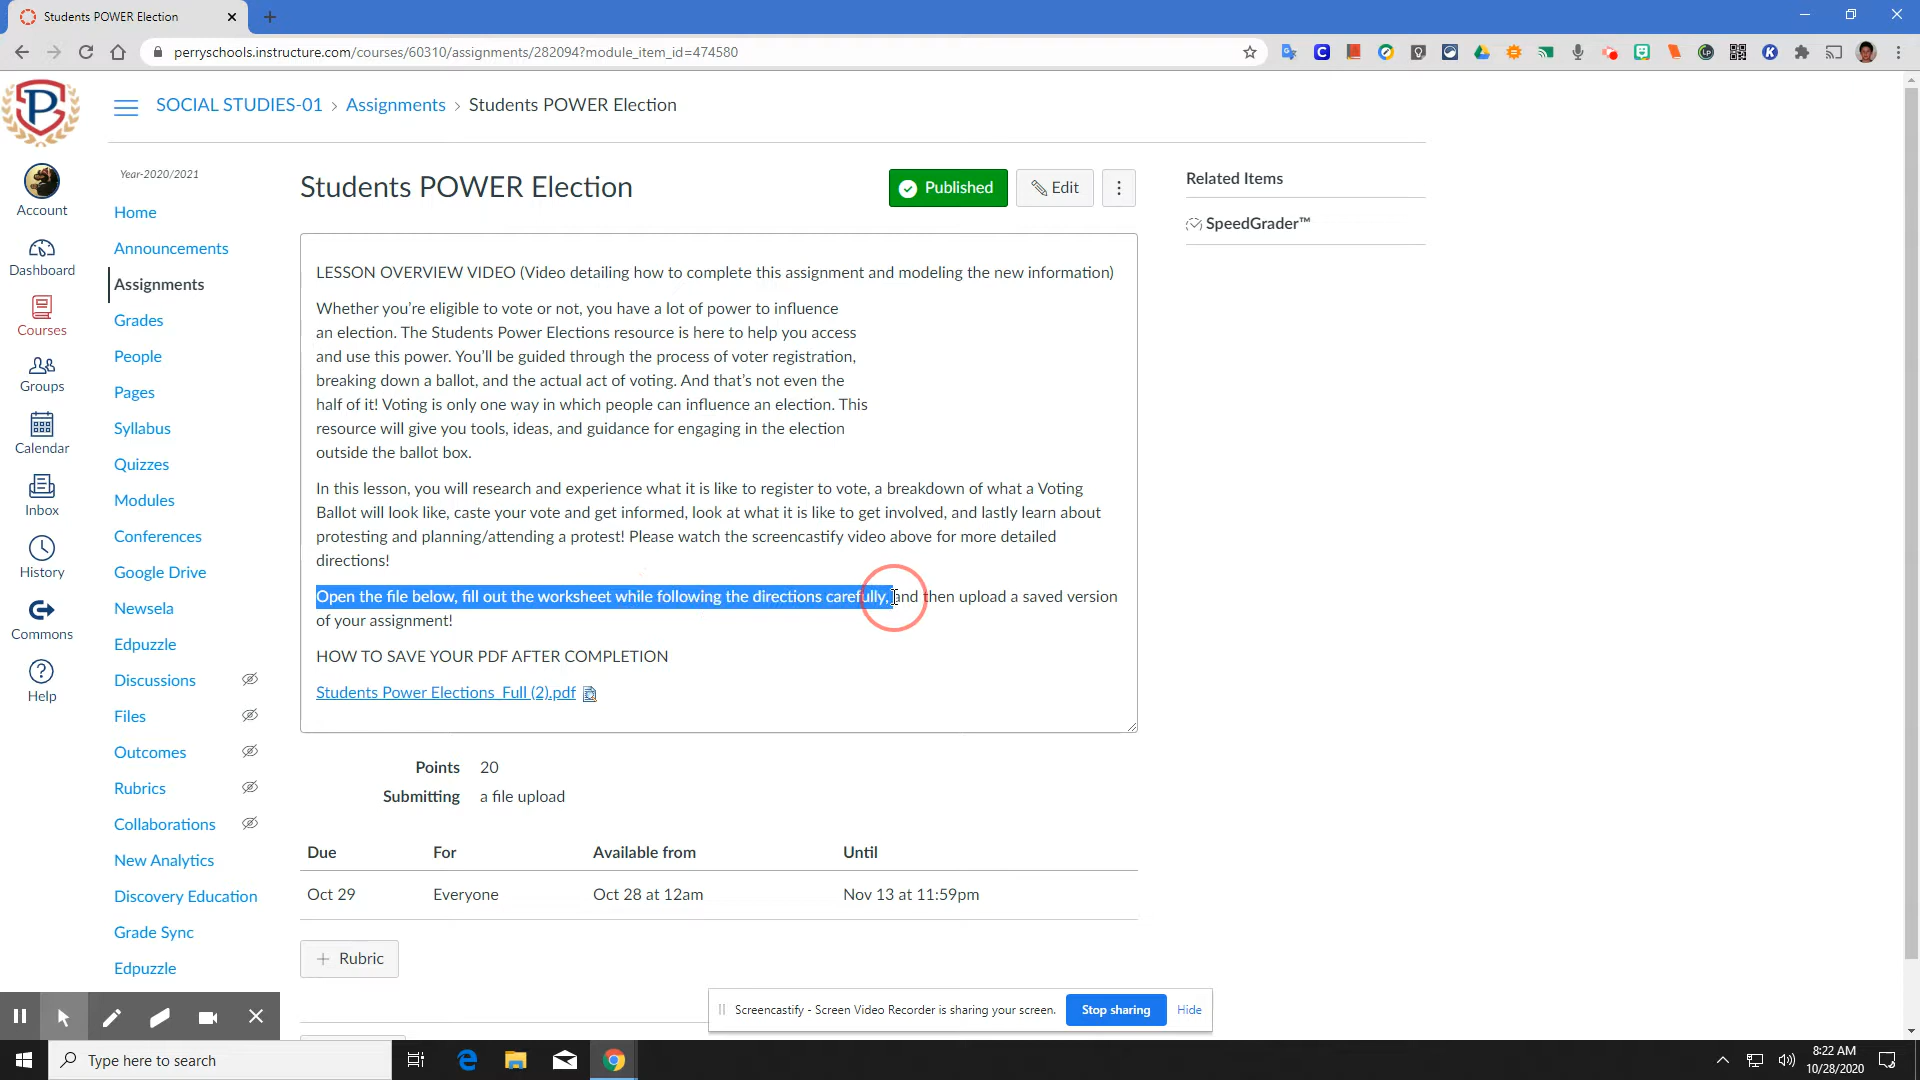 Students POWER Election
perryschools.instructure.com/courses/60310/assignments/282094?module_item_id=474580
P
SOCIAL STUDIES-01 › Assignments › Students POWER Election
Account
Dashboard
Courses
Groups
Calendar
Inbox
History
Commons
Help
Year-2020/2021
Home
Announcements
Assignments
Grades
People
Pages
Syllabus
Quizzes
Modules
Conferences
Google Drive
Newsela
Edpuzzle
Discussions
Files
Outcomes
Rubrics
Collaborations
New Analytics
Discovery Education
Grade Sync
Edpuzzle
Students POWER Election
Published
Edit
LESSON OVERVIEW VIDEO (Video detailing how to complete this assignment and modeling the new information)
Whether you’re eligible to vote or not, you have a lot of power to influence
an election. The Students Power Elections resource is here to help you access
and use this power. You’ll be guided through the process of voter registration,
breaking down a ballot, and the actual act of voting. And that’s not even the
half of it! Voting is only one way in which people can influence an election. This
resource will give you tools, ideas, and guidance for engaging in the election
outside the ballot box.
In this lesson, you will research and experience what it is like to register to vote, a breakdown of what a Voting
Ballot will look like, caste your vote and get informed, look at what it is like to get involved, and lastly learn about
protesting and planning/attending a protest! Please watch the screencastify video above for more detailed
directions!
Open the file below, fill out the worksheet while following the directions carefully, and then upload a saved version
of your assignment!
HOW TO SAVE YOUR PDF AFTER COMPLETION
Students Power Elections_Full (2).pdf
Points 20
Submitting a file upload
Due For Available from Until
Oct 29 Everyone Oct 28 at 12am Nov 13 at 11:59pm
+ Rubric
Related Items
SpeedGrader™
Screencastify - Screen Video Recorder is sharing your screen. Stop sharing Hide
Type here to search
8:22 AM
10/28/2020